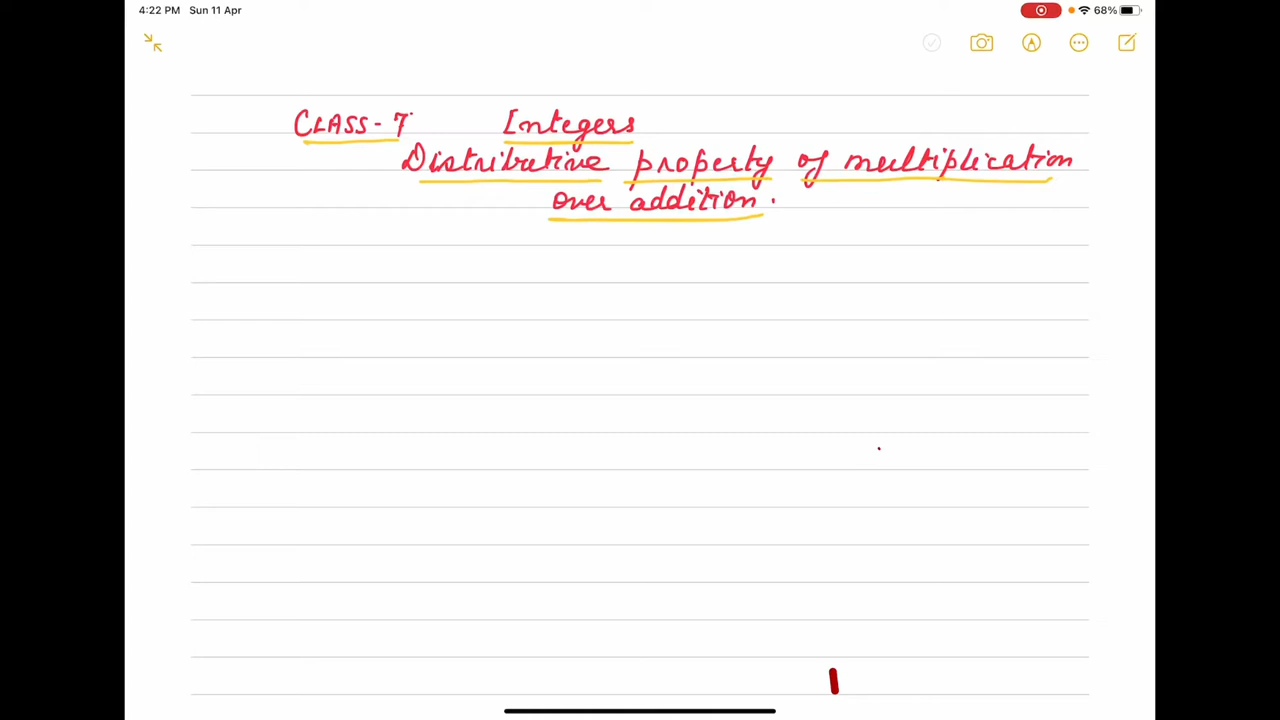 4:22 PM Sun 11 Apr 68%
CLASS-7 Integers
Distributive property of multiplication
over addition.